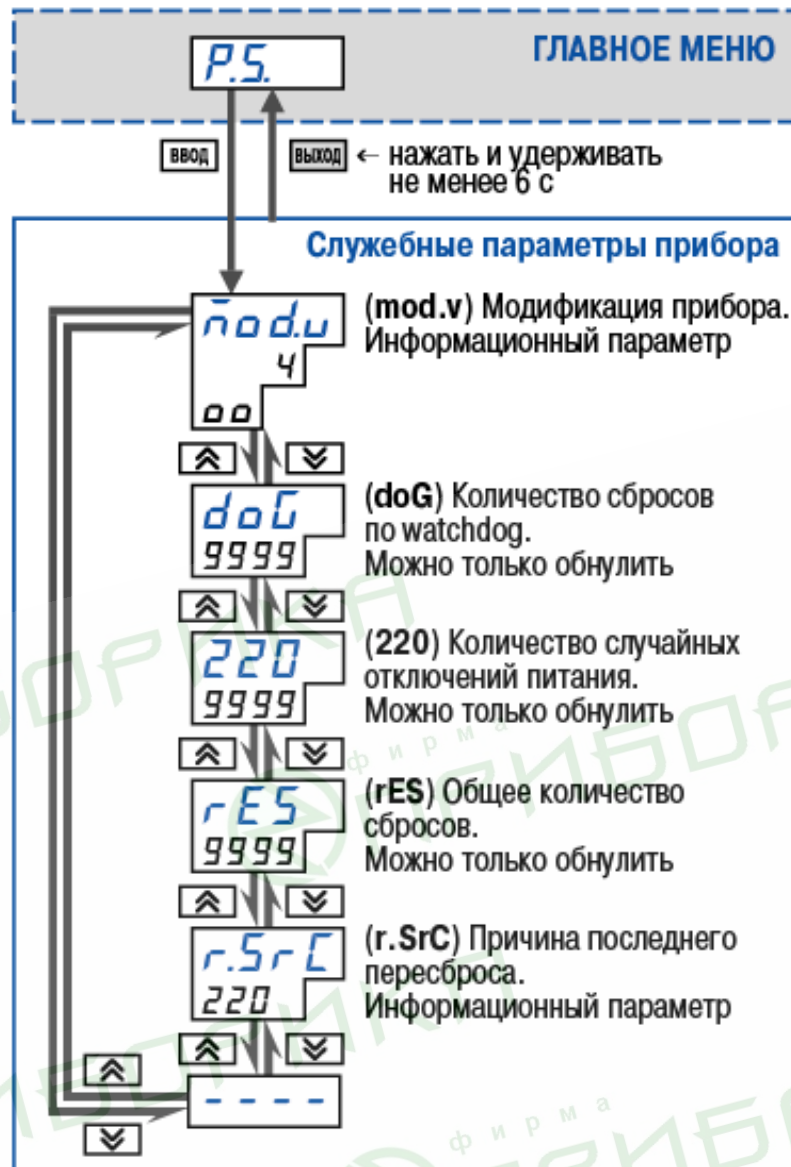 ГЛАВНОЕ МЕНЮ
P.S.
ВВОД
ВЫХОД ← нажать и удерживать
не менее 6 с
Служебные параметры прибора
mod.v
4
oo
(mod.v) Модификация прибора.
Информационный параметр
doG
9999
(doG) Количество сбросов
по watchdog.
Можно только обнулить
220
9999
(220) Количество случайных
отключений питания.
Можно только обнулить
rES
9999
(rES) Общее количество
сбросов.
Можно только обнулить
r.SrC
220
(r.SrC) Причина последнего
пересброса.
Информационный параметр
- - - -
фирма
ПРИБОРИКА
фирма